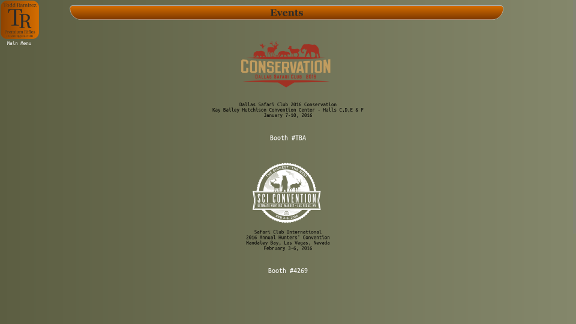 TR
Main Menu
Events
CONSERVATION
Dallas Safari Club 2016 Conservation
Kay Bailey Hutchison Convention Center - Halls C,D,E & F
January 7-10, 2016
Booth #TBA
SCI CONVENTION
Safari Club International
2016 Annual Hunters' Convention
Mandalay Bay, Las Vegas, Nevada
February 3-6, 2016
Booth #4269